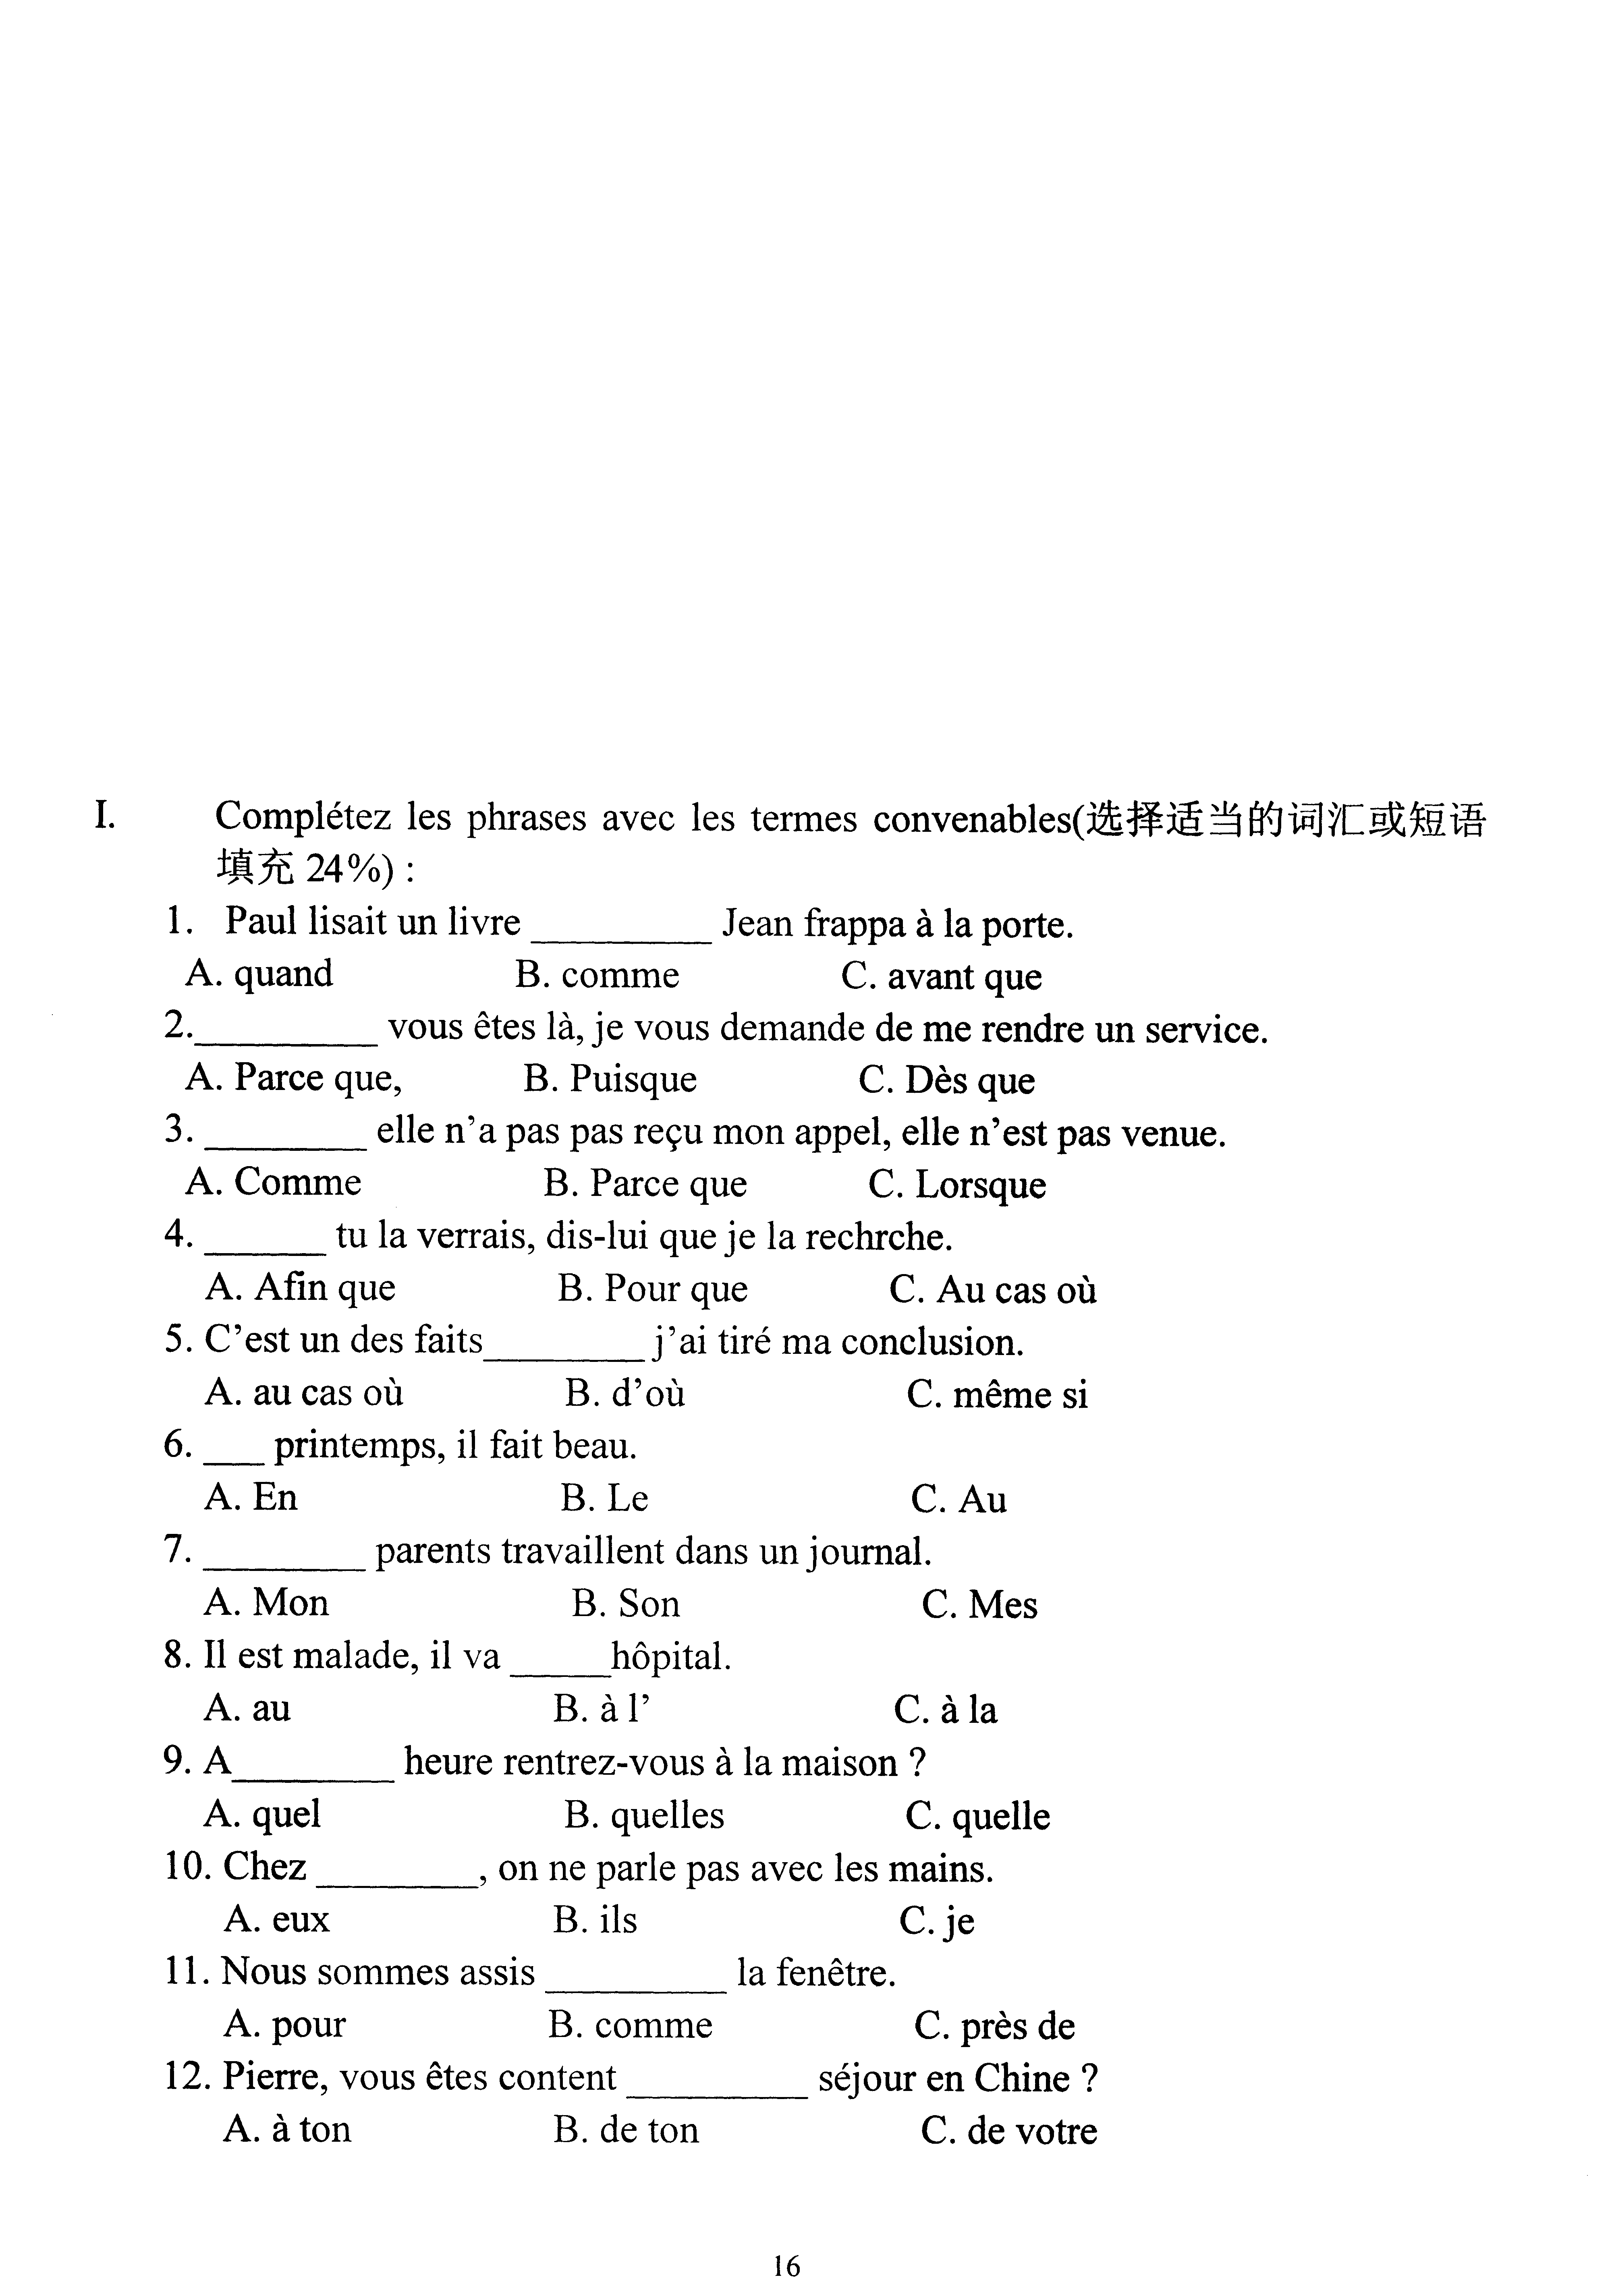 I. Complétez les phrases avec les termes convenables(选择适当的词汇或短语
填充 24%) :
1. Paul lisait un livre _________ Jean frappa à la porte.
A. quand B. comme C. avant que
2._________ vous êtes là, je vous demande de me rendre un service.
A. Parce que, B. Puisque C. Dès que
3. ________ elle n’a pas pas reçu mon appel, elle n’est pas venue.
A. Comme B. Parce que C. Lorsque
4. ______ tu la verrais, dis-lui que je la rechrche.
A. Afin que B. Pour que C. Au cas où
5. C’est un des faits________ j’ai tiré ma conclusion.
A. au cas où B. d’où C. même si
6. ___ printemps, il fait beau.
A. En B. Le C. Au
7. ________ parents travaillent dans un journal.
A. Mon B. Son C. Mes
8. Il est malade, il va _____hôpital.
A. au B. à l’ C. à la
9. A________ heure rentrez-vous à la maison ?
A. quel B. quelles C. quelle
10. Chez ________, on ne parle pas avec les mains.
A. eux B. ils C. je
11. Nous sommes assis _________ la fenêtre.
A. pour B. comme C. près de
12. Pierre, vous êtes content _________ séjour en Chine ?
A. à ton B. de ton C. de votre
16